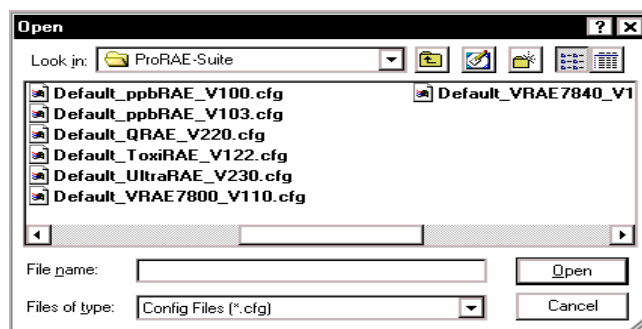 Open
Look in: ProRAE-Suite
Default_ppbRAE_V100.cfg
Default_ppbRAE_V103.cfg
Default_QRAE_V220.cfg
Default_ToxiRAE_V122.cfg
Default_UltraRAE_V230.cfg
Default_VRAE7800_V110.cfg
Default_VRAE7840_V1
File name:
Open
Files of type: Config Files (*.cfg)
Cancel